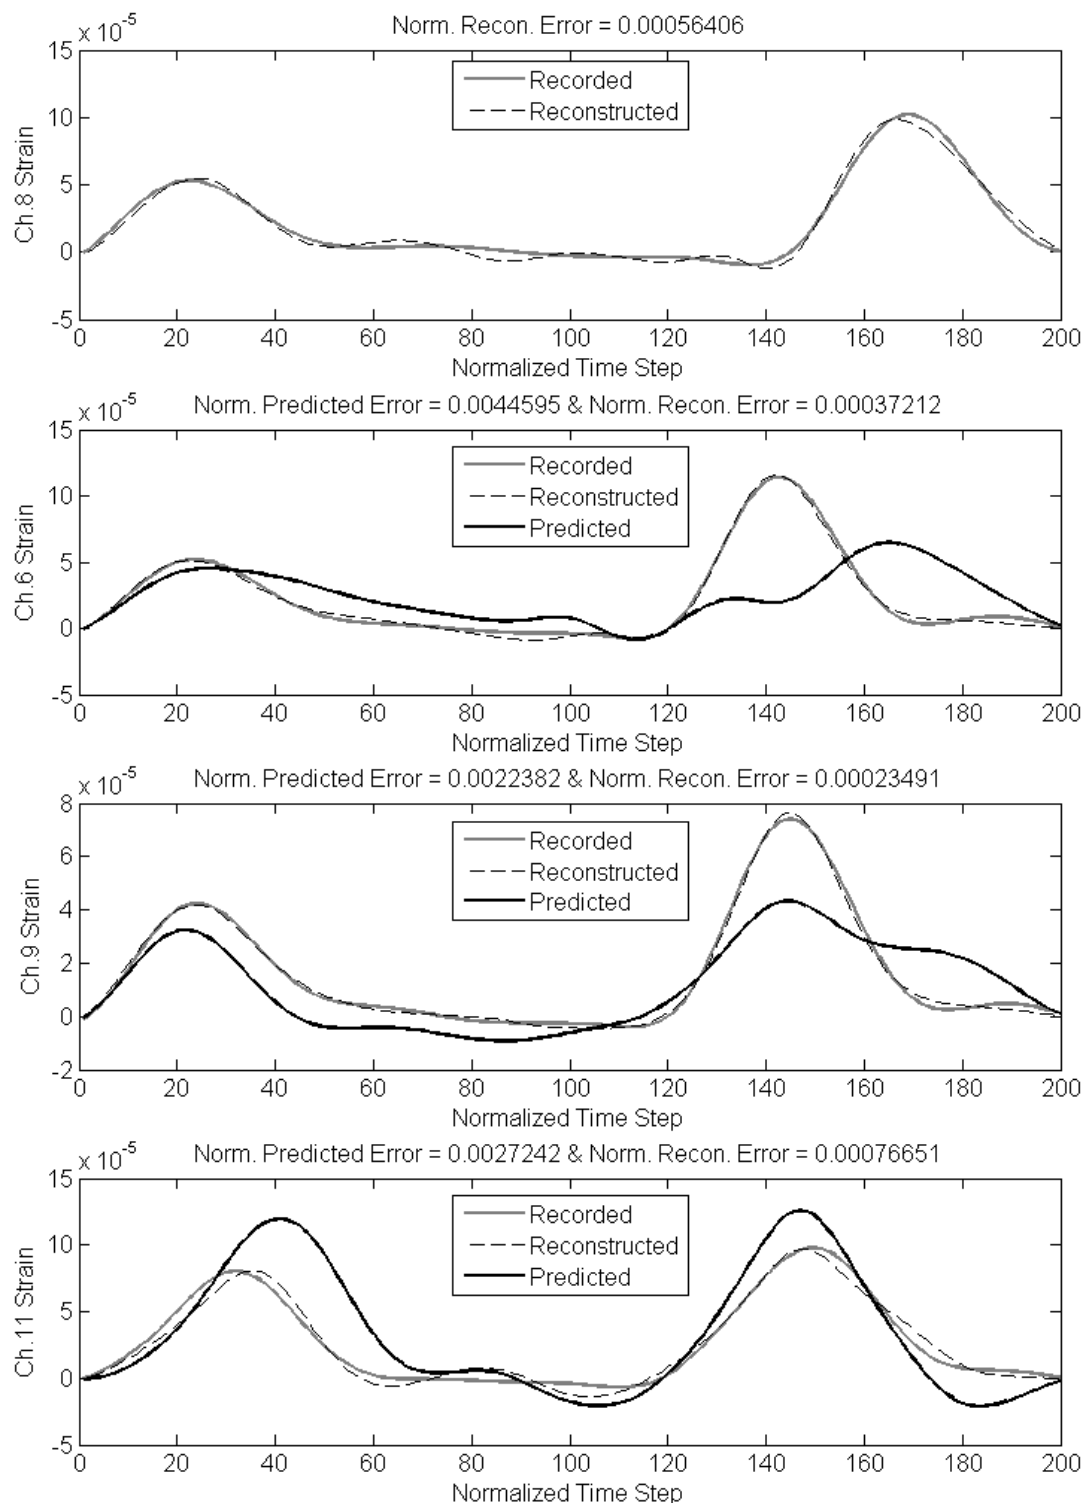 x 10-5
Norm. Recon. Error = 0.00056406
15
10
5
0
-5
Ch.8 Strain
Recorded
Reconstructed
0 20 40 60 80 100 120 140 160 180 200
Normalized Time Step
x 10-5
Norm. Predicted Error = 0.0044595 & Norm. Recon. Error = 0.00037212
15
10
5
0
-5
Ch.6 Strain
Recorded
Reconstructed
Predicted
0 20 40 60 80 100 120 140 160 180 200
Normalized Time Step
x 10-5
Norm. Predicted Error = 0.0022382 & Norm. Recon. Error = 0.00023491
8
6
4
2
0
-2
Ch.9 Strain
Recorded
Reconstructed
Predicted
0 20 40 60 80 100 120 140 160 180 200
Normalized Time Step
x 10-5
Norm. Predicted Error = 0.0027242 & Norm. Recon. Error = 0.00076651
15
10
5
0
-5
Ch.11 Strain
Recorded
Reconstructed
Predicted
0 20 40 60 80 100 120 140 160 180 200
Normalized Time Step